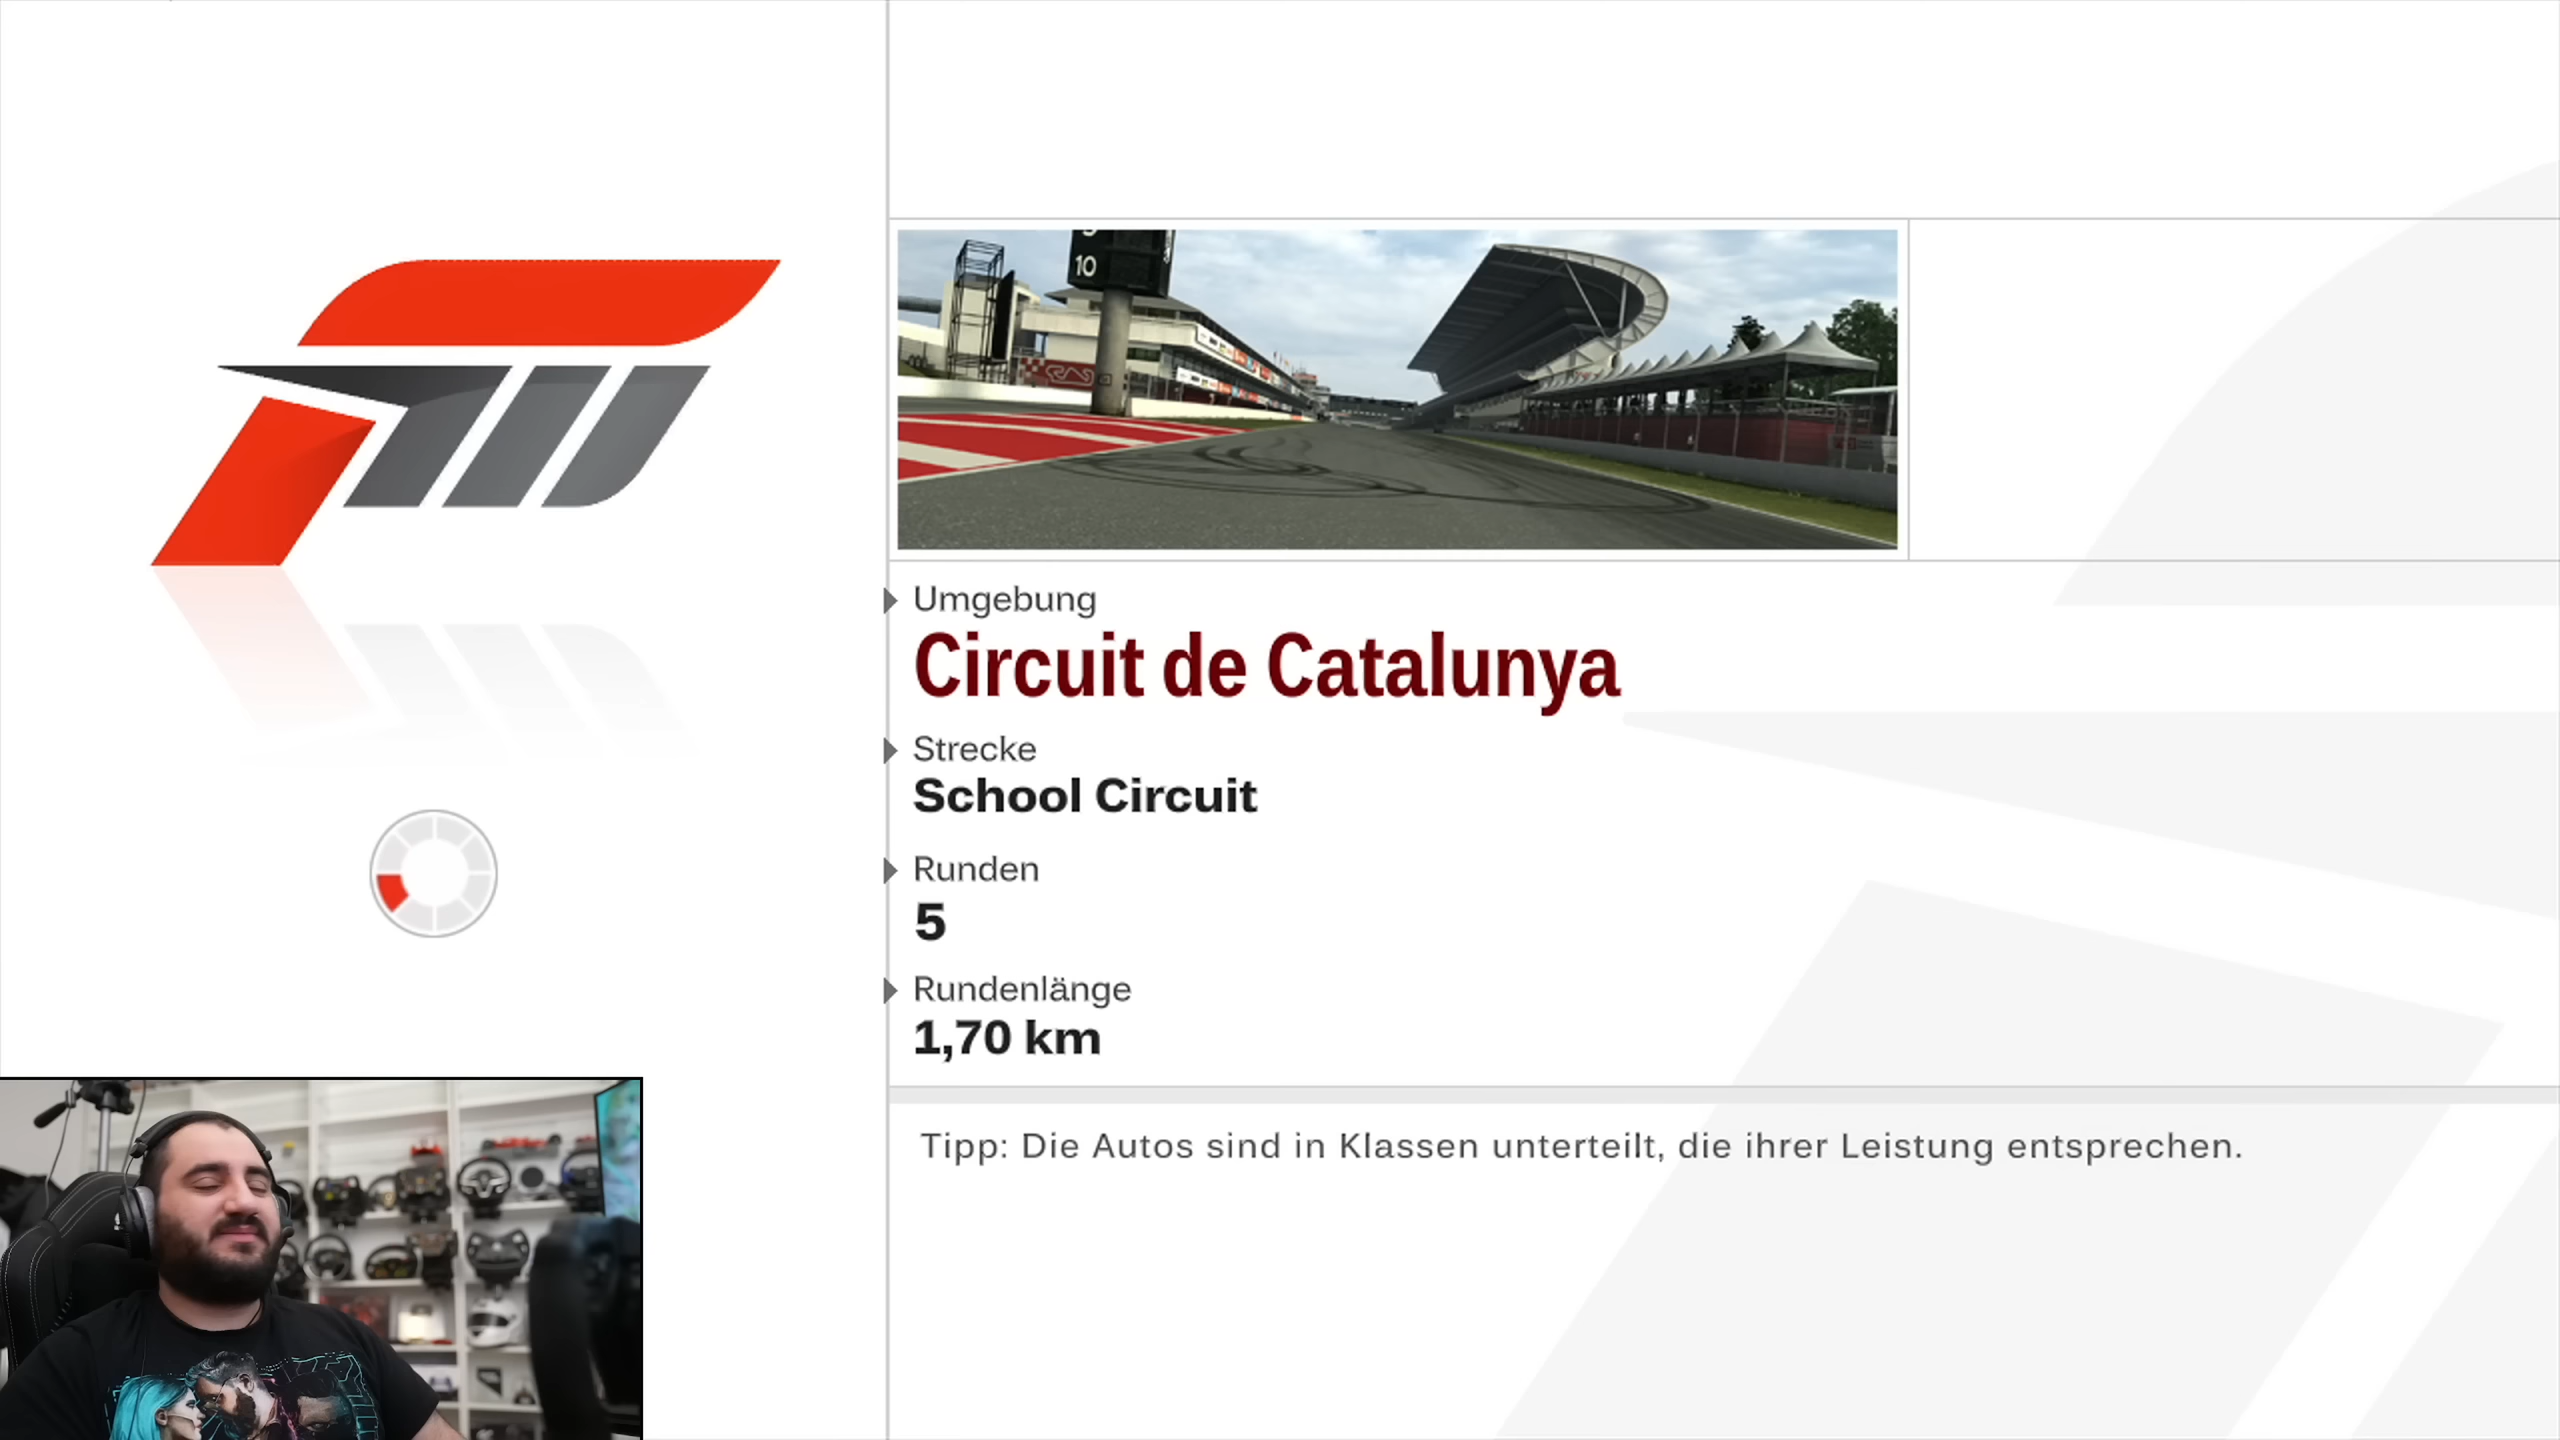 10
Umgebung
Circuit de Catalunya
Strecke
School Circuit
Runden
5
Rundenlänge
1,70 km
Tipp: Die Autos sind in Klassen unterteilt, die ihrer Leistung entsprechen.